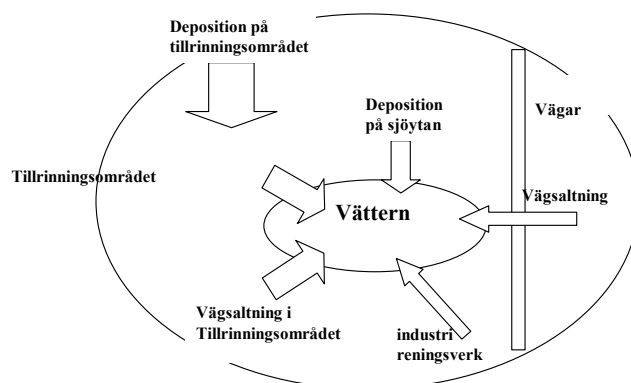 Deposition på
tillrinningsområdet
Deposition
på sjöytan
Vägar
Tillrinningsområdet
Vättern
Vägsaltning
Vägsaltning i
Tillrinningsområdet
industri
reningsverk